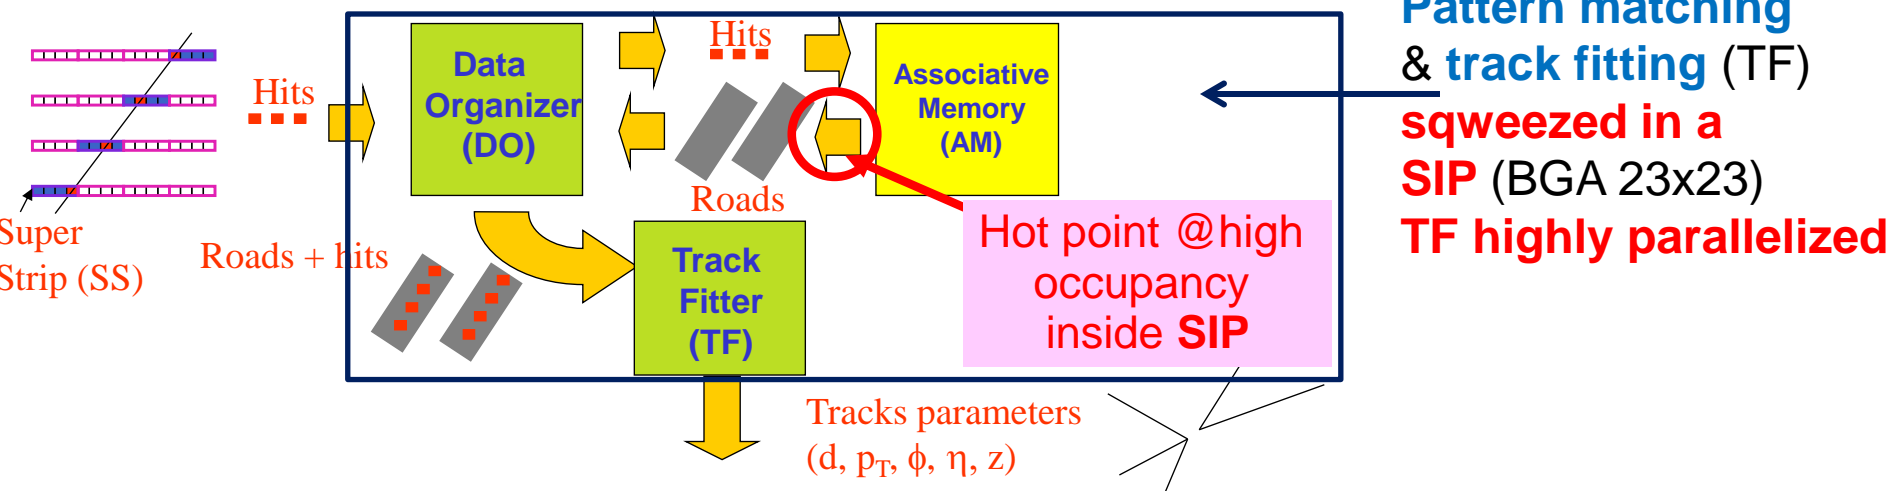 Hits
Super
Strip (SS)
Data
Organizer
(DO)
Hits
Roads
Associative
Memory
(AM)
Roads + hits
Track
Fitter
(TF)
Hot point @high
occupancy
inside SIP
Tracks parameters
(d, pT, ϕ, η, z)
Pattern matching
& track fitting (TF)
sqweezed in a
SIP (BGA 23x23)
TF highly parallelized